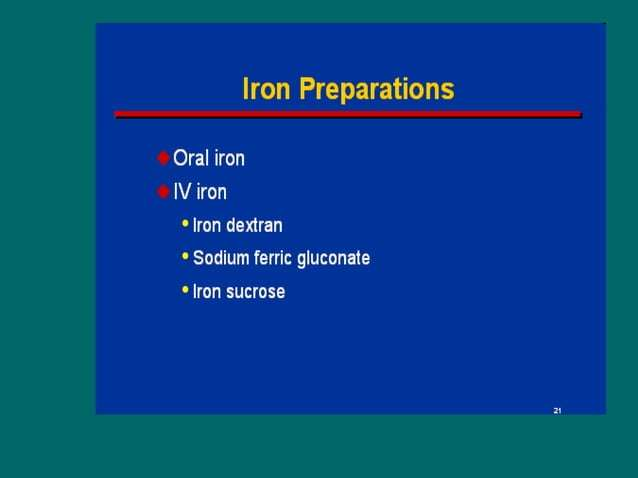 Iron Preparations
Oral iron
IV iron
Iron dextran
Sodium ferric gluconate
Iron sucrose
21